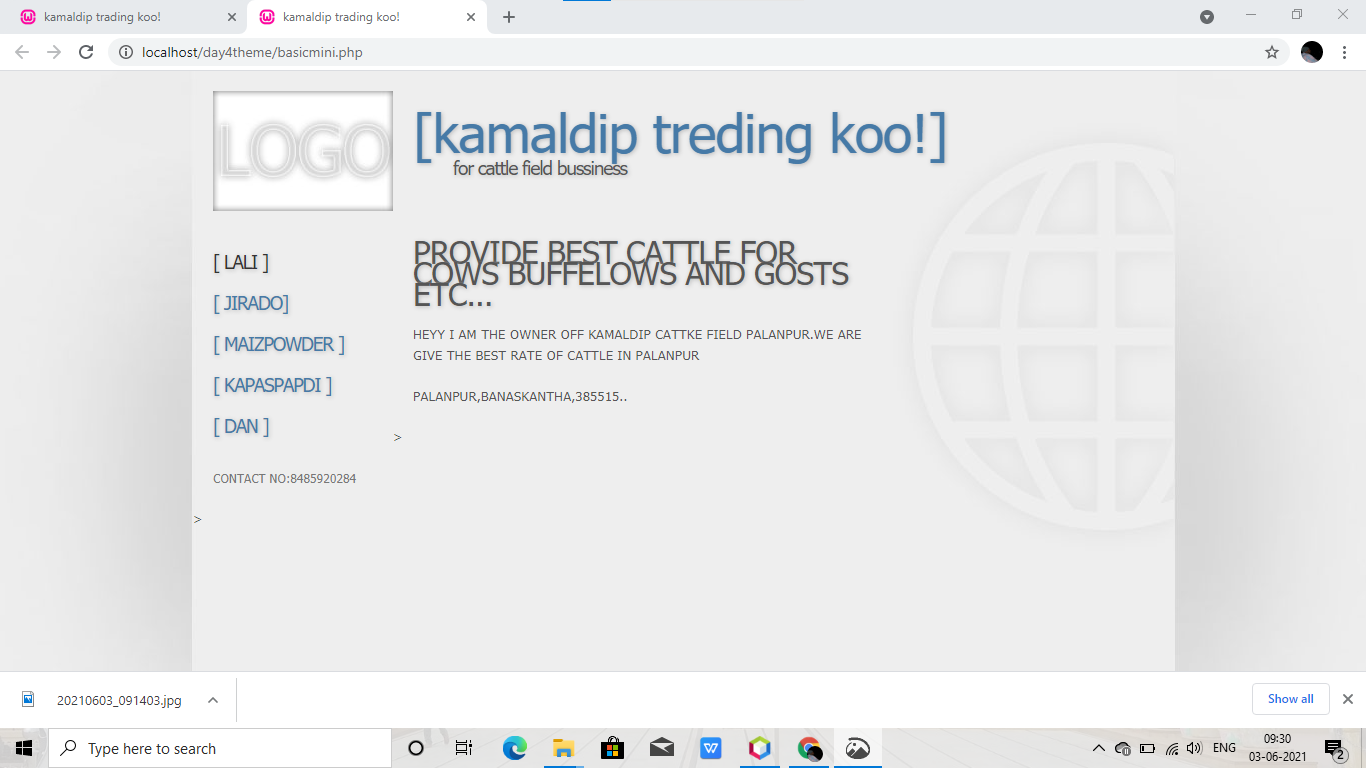 kamaldip trading koo!
kamaldip trading koo!
localhost/day4theme/basicmini.php
LOGO
[kamaldip treding koo!]
for cattle field bussiness
[ LALI ]
[ JIRADO]
[ MAIZPOWDER ]
[ KAPASPAPDI ]
[ DAN ]
CONTACT NO:8485920284
>
PROVIDE BEST CATTLE FOR
COWS BUFFELOWS AND GOSTS
ETC...
HEYY I AM THE OWNER OFF KAMALDIP CATTKE FIELD PALANPUR.WE ARE
GIVE THE BEST RATE OF CATTLE IN PALANPUR
PALANPUR,BANASKANTHA,385515..
>
20210603_091403.jpg
Show all
Type here to search
W
ENG
09:30
03-06-2021
2